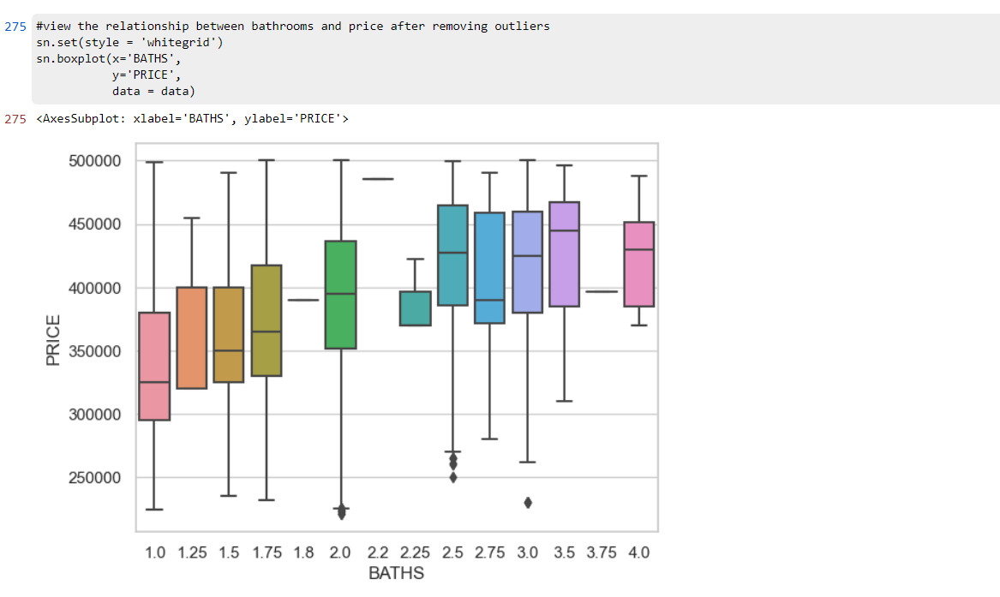 275 #view the relationship between bathrooms and price after removing outliers
sn.set(style = 'whitegrid')
sn.boxplot(x='BATHS',
y='PRICE',
data = data)
275 <AxesSubplot: xlabel='BATHS', ylabel='PRICE'>
500000
450000
400000
350000
300000
250000
PRICE
1.0 1.25 1.5 1.75 1.8 2.0 2.2 2.25 2.5 2.75 3.0 3.5 3.75 4.0
BATHS